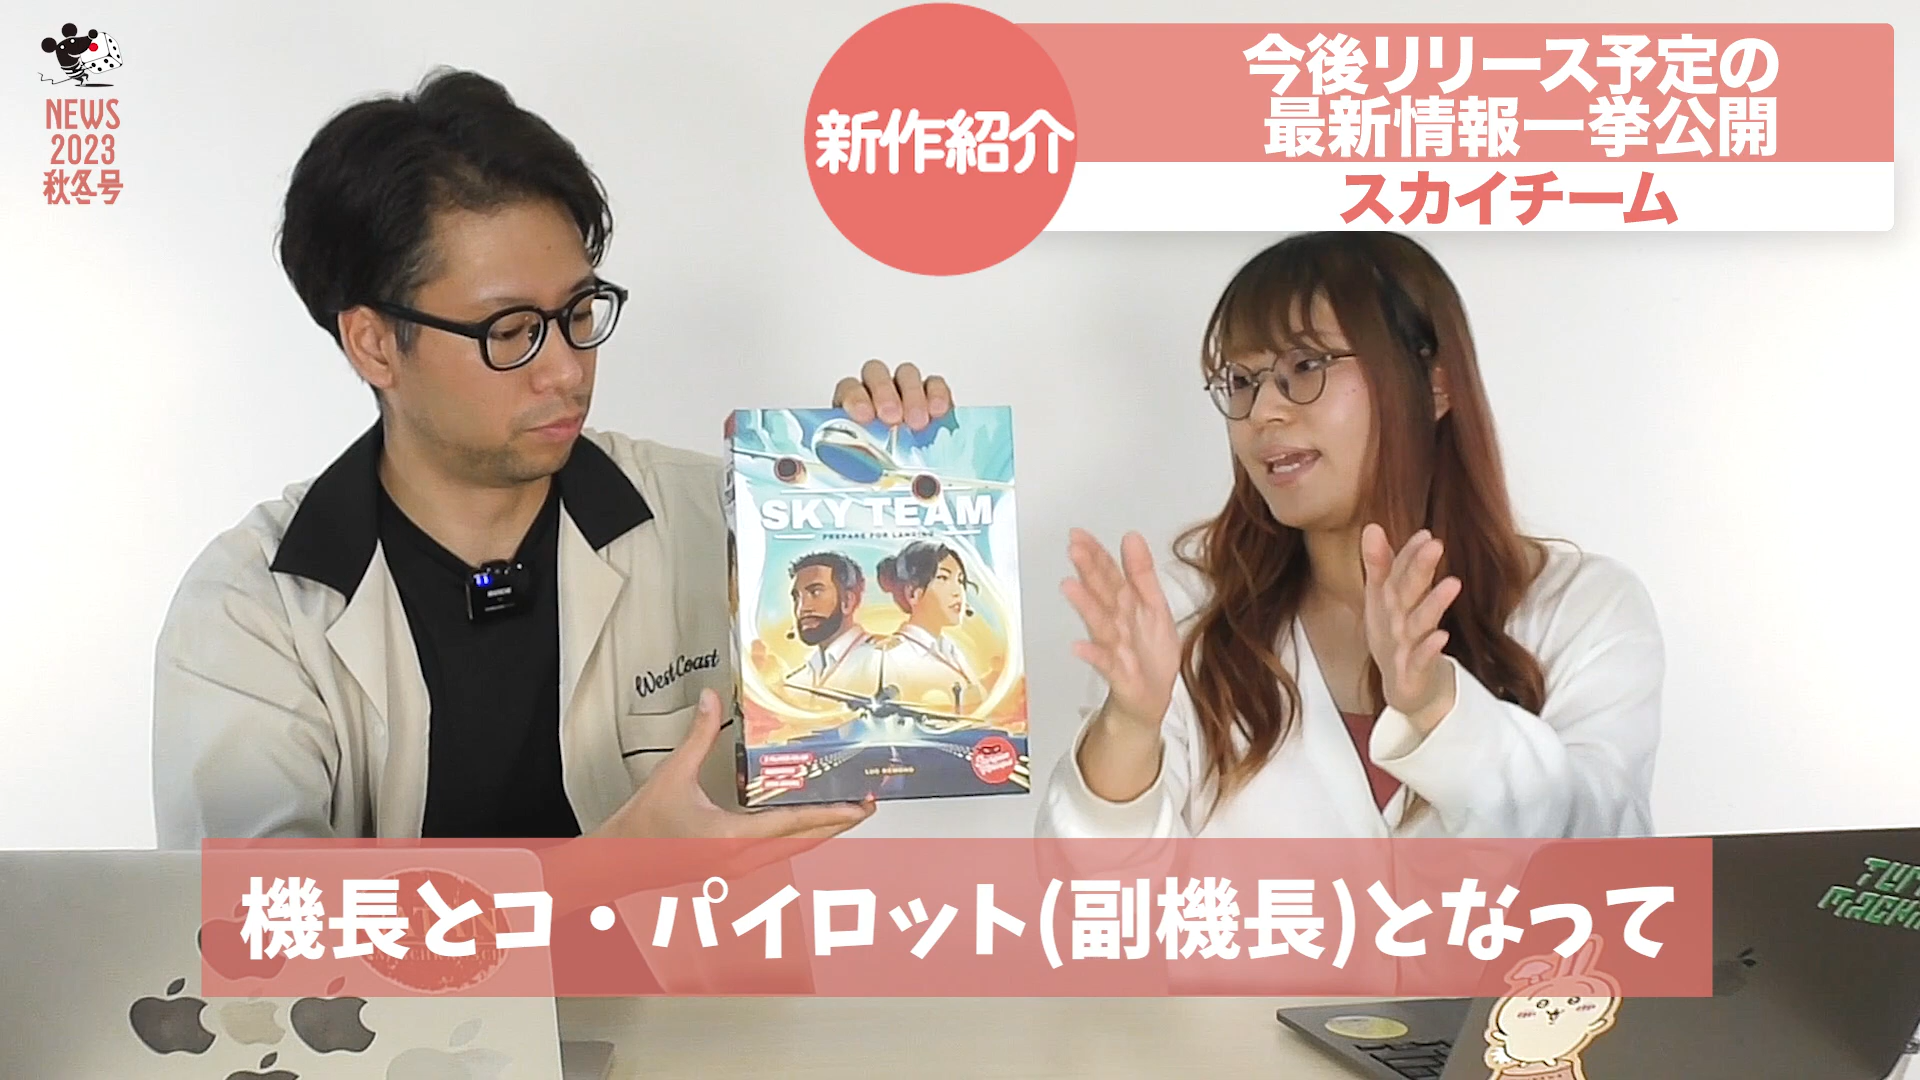 NEWS
2023
秋冬号
新作紹介
今後リリース予定の
最新情報一挙公開
スカイチーム
SKY TEAM
PREPARE FOR LANDING
LUC REMOND
West Coast
機長とコ・パイロット(副機長)となって